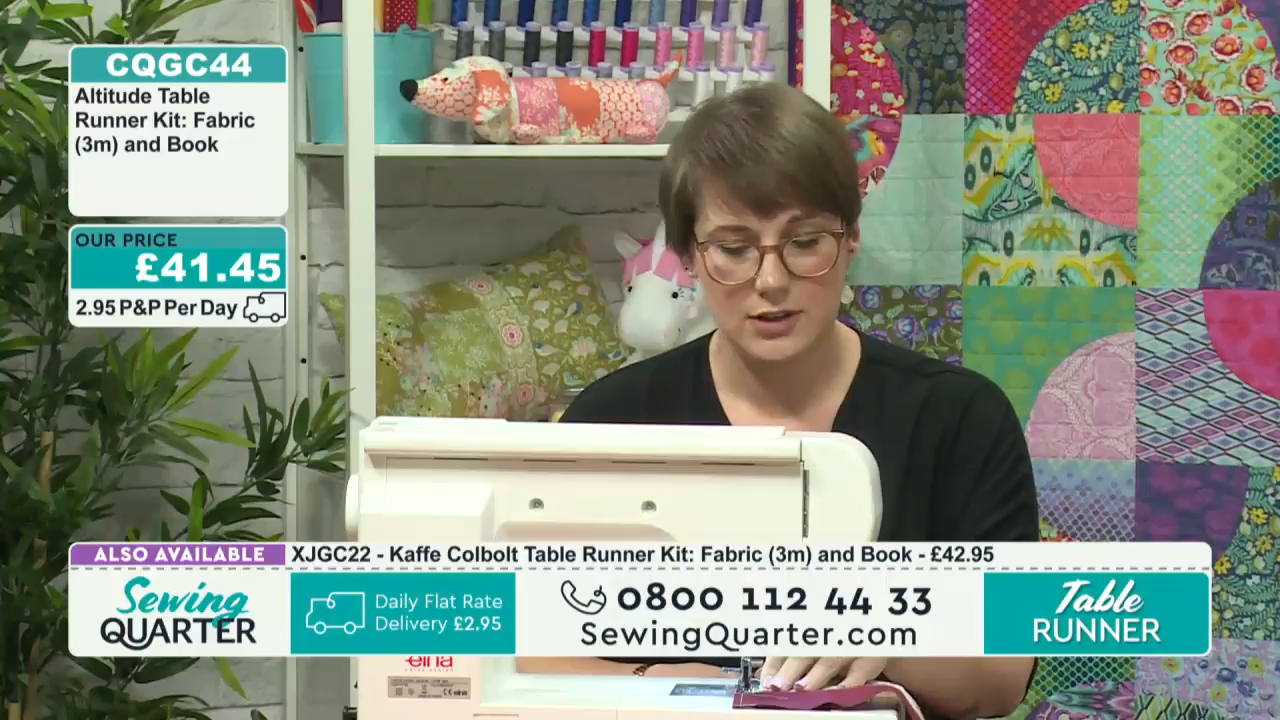 CQGC44
Altitude Table
Runner Kit: Fabric
(3m) and Book
OUR PRICE
£41.45
2.95 P&P Per Day
ALSO AVAILABLE
XJGC22 - Kaffe Colbolt Table Runner Kit: Fabric (3m) and Book - £42.95
Sewing
QUARTER
Daily Flat Rate
Delivery £2.95
0800 112 44 33
SewingQuarter.com
Table
RUNNER
elna